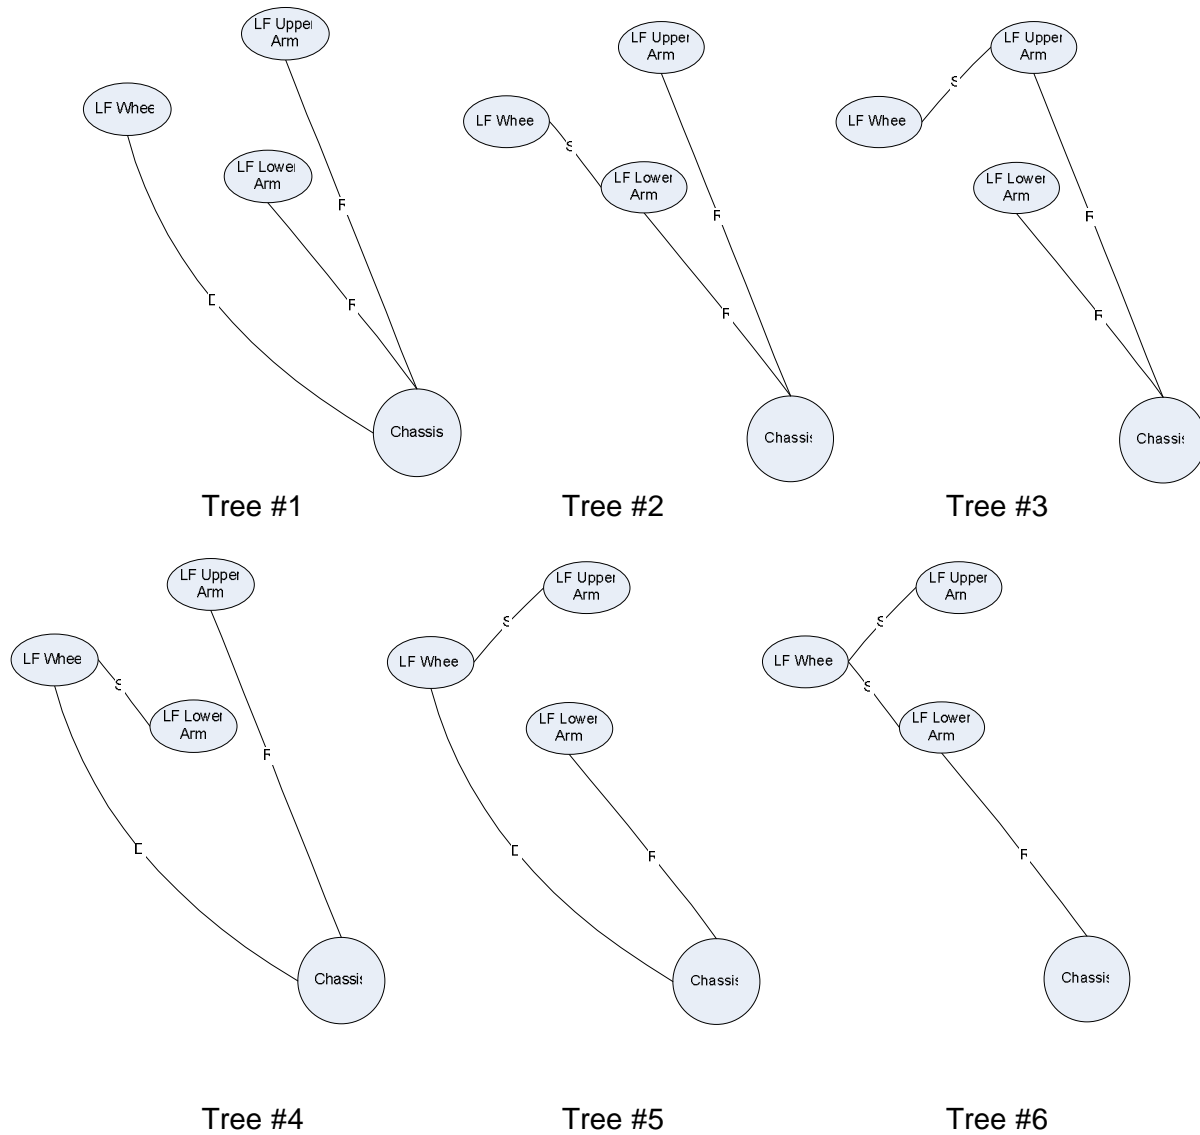 LF Upper
Arm
LF Whee
LF Lower
Arm
R
D
R
Chassis
Tree #1
LF Upper
Arm
LF Whee
S
LF Lower
Arm
R
R
Chassis
Tree #2
LF Upper
Arm
S
LF Whee
LF Lower
Arm
R
R
Chassis
Tree #3
LF Upper
Arm
LF Whee
S
LF Lower
Arm
R
D
Chassis
Tree #4
LF Upper
Arm
S
LF Whee
LF Lower
Arm
D
R
Chassis
Tree #5
LF Upper
Arm
S
LF Whee
S
LF Lower
Arm
R
Chassis
Tree #6